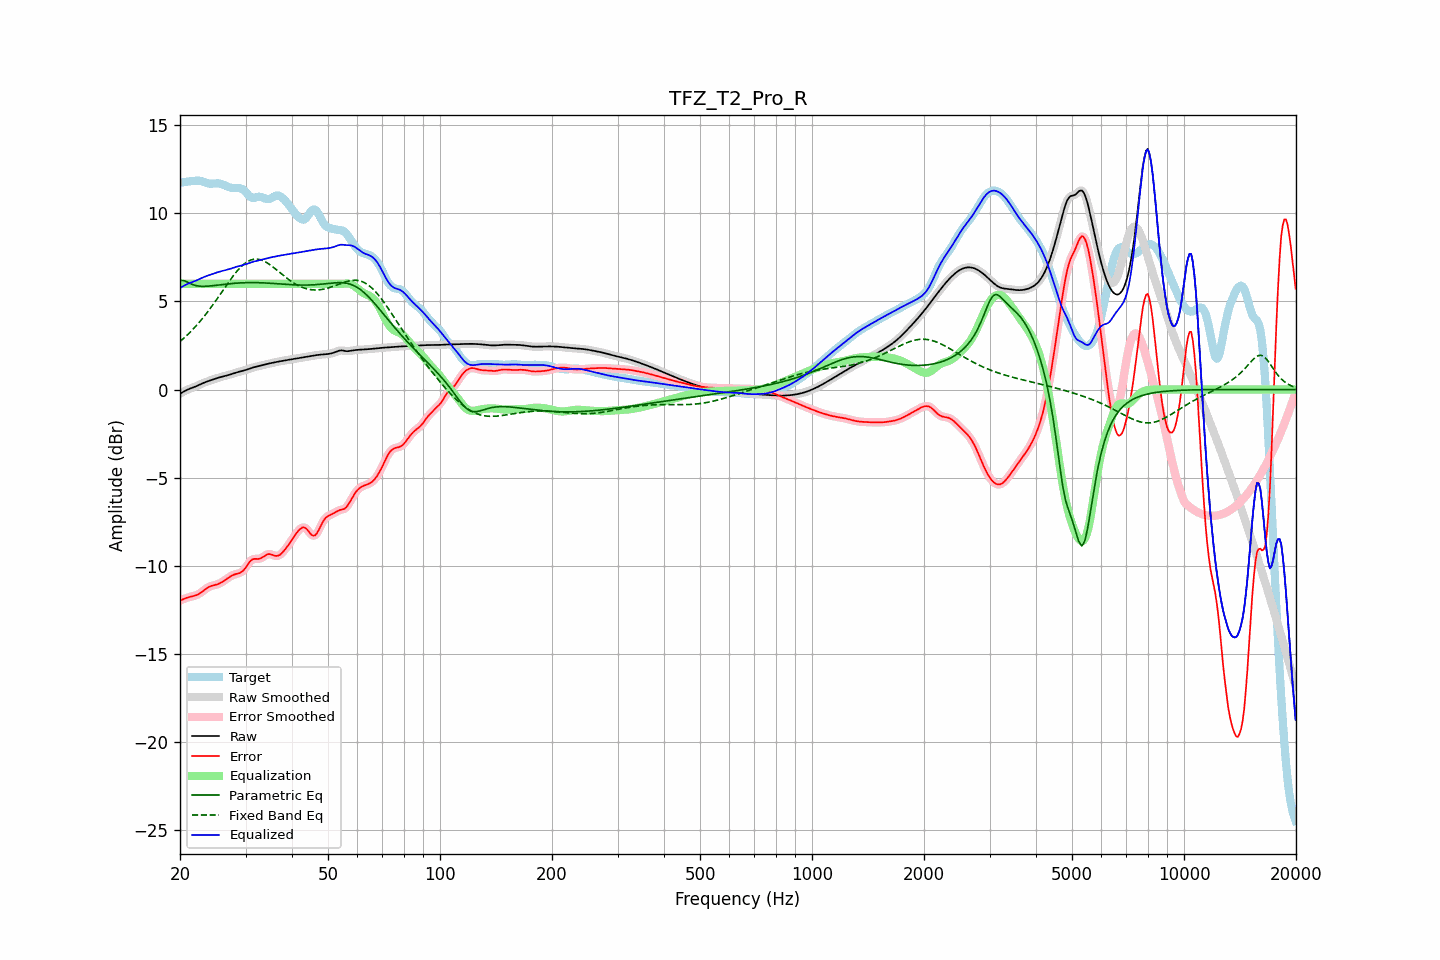 TFZ_T2_Pro_R
15
10
5
0
−5
−10
−15
−20
−25
Amplitude (dBr)
Target
Raw Smoothed
Error Smoothed
Raw
Error
Equalization
Parametric Eq
Fixed Band Eq
Equalized
20 50 100 200 500 1000 2000 5000 10000 20000
Frequency (Hz)